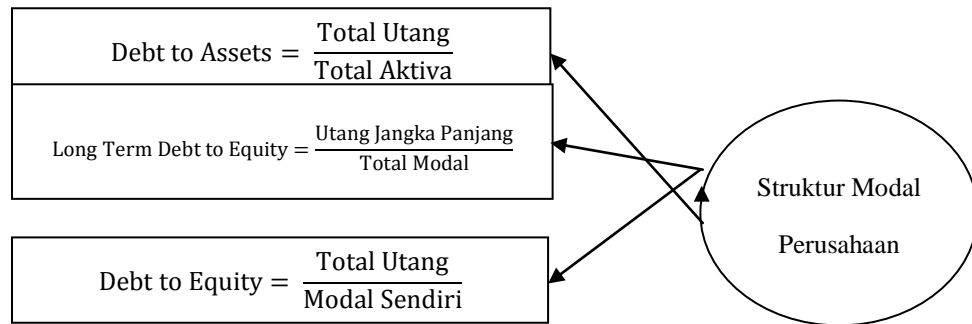 Debt to Assets = Total Utang / Total Aktiva
Long Term Debt to Equity = Utang Jangka Panjang / Total Modal
Debt to Equity = Total Utang / Modal Sendiri
Struktur Modal
Perusahaan